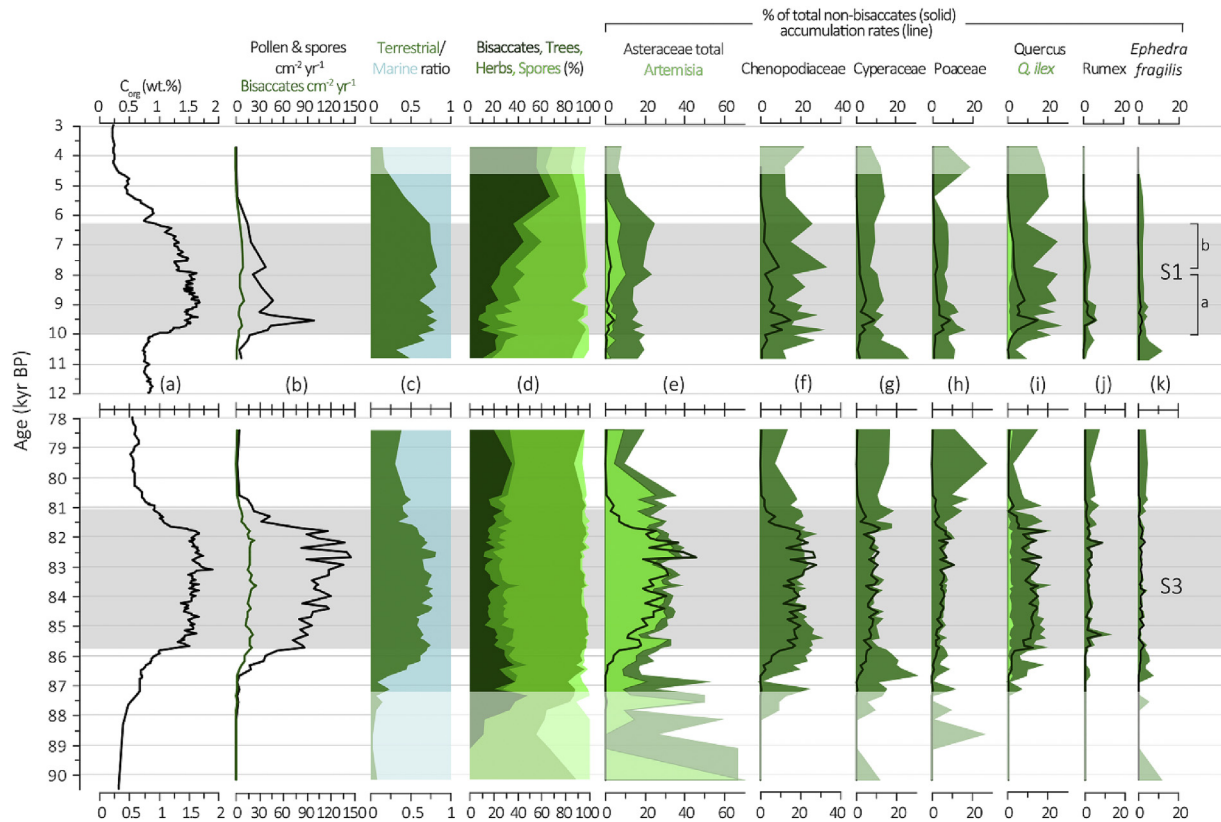 % of total non-bisaccates (solid)
accumulation rates (line)
Pollen & spores
cm⁻² yr⁻¹
Bisaccates cm⁻² yr⁻¹
C_org (wt.%)
Terrestrial/
Marine ratio
Bisaccates, Trees,
Herbs, Spores (%)
Asteraceae total
Artemisia
Chenopodiaceae
Cyperaceae
Poaceae
Quercus
Q, ilex
Rumex
Ephedra
fragilis
0 0.5 1 1.5 2
0 30 60 90 120 150
0 0.5 1
0 20 40 60 80 100
0 20 40 60
0 20 40
0 20
0 20
0 20
0 20
0 20
3
4
5
6
7
8
9
10
11
12
b
S1
a
Age (kyr BP)
(a) (b) (c) (d) (e) (f) (g) (h) (i) (j) (k)
78
79
80
81
82
83
84
85
86
87
88
89
90
S3
0 0.5 1 1.5 2
0 30 60 90 120 150
0 0.5 1
0 20 40 60 80 100
0 20 40 60
0 20 40
0 20
0 20
0 20
0 20
0 20